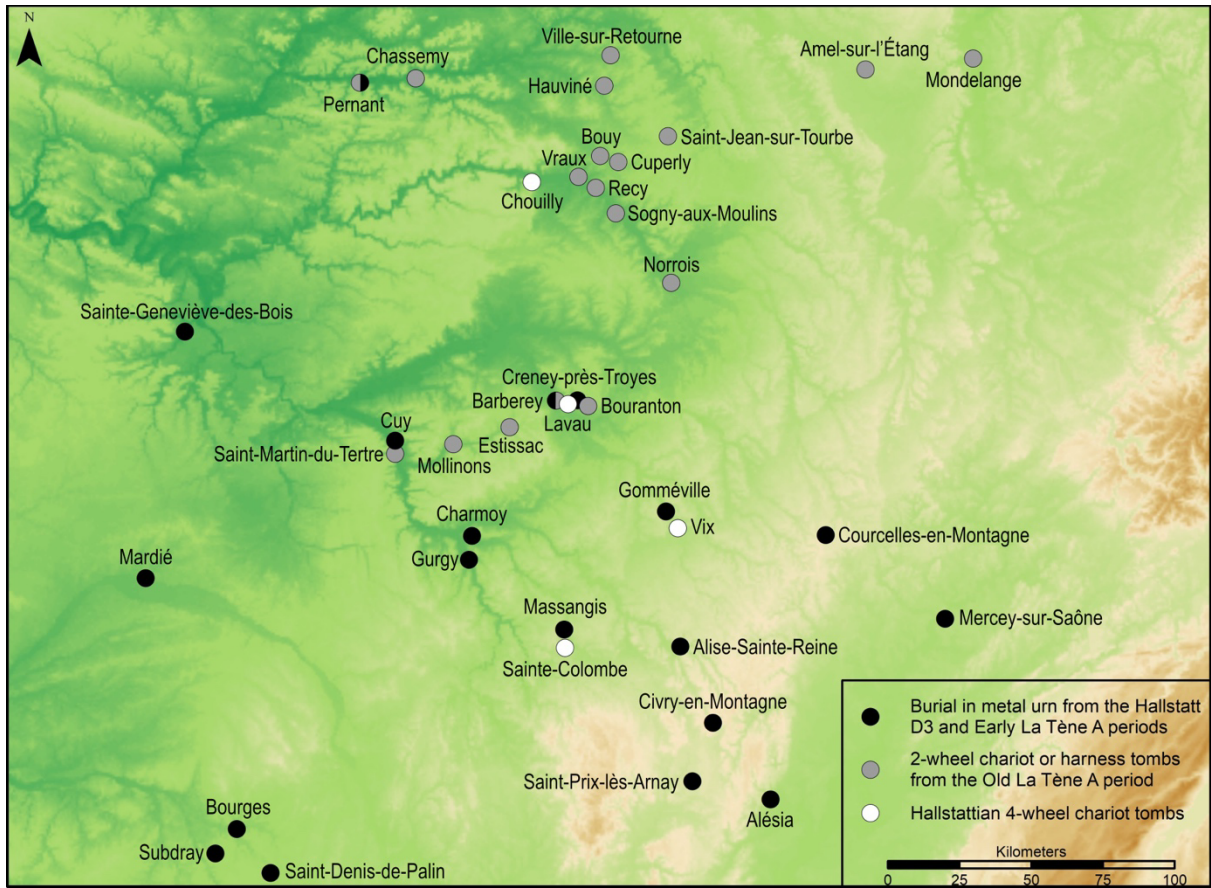 N
Ville-sur-Retourne
Amel-sur-l'Étang
Chassemy
Mondelange
Hauviné
Pernant
Saint-Jean-sur-Tourbe
Bouy
Cuperly
Vraux
Recy
Chouilly
Sogny-aux-Moulins
Norrois
Sainte-Geneviève-des-Bois
Creney-près-Troyes
Barberey
Bouranton
Lavau
Cuy
Estissac
Saint-Martin-du-Tertre
Mollinons
Gomméville
Charmoy
Vix
Courcelles-en-Montagne
Mardié
Gurgy
Massangis
Mercey-sur-Saône
Alise-Sainte-Reine
Sainte-Colombe
Civry-en-Montagne
Saint-Prix-lès-Arnay
Alésia
Bourges
Subdray
Saint-Denis-de-Palin
Burial in metal urn from the Hallstatt
D3 and Early La Tène A periods
2-wheel chariot or harness tombs
from the Old La Tène A period
Hallstattian 4-wheel chariot tombs
Kilometers
0 25 50 75 100